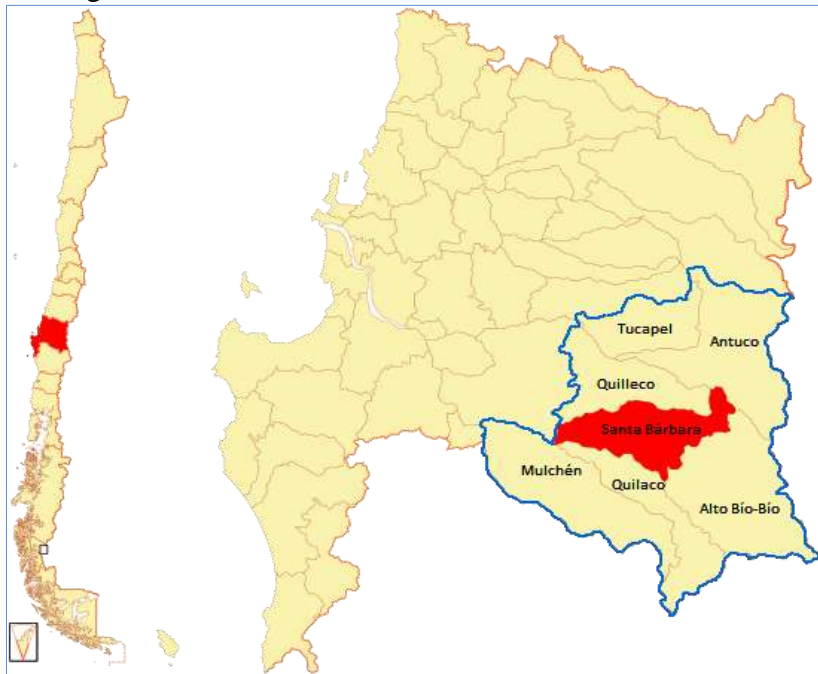 Tucapel
Antuco
Quilleco
Santa Bárbara
Mulchén
Quilaco
Alto Bío-Bío